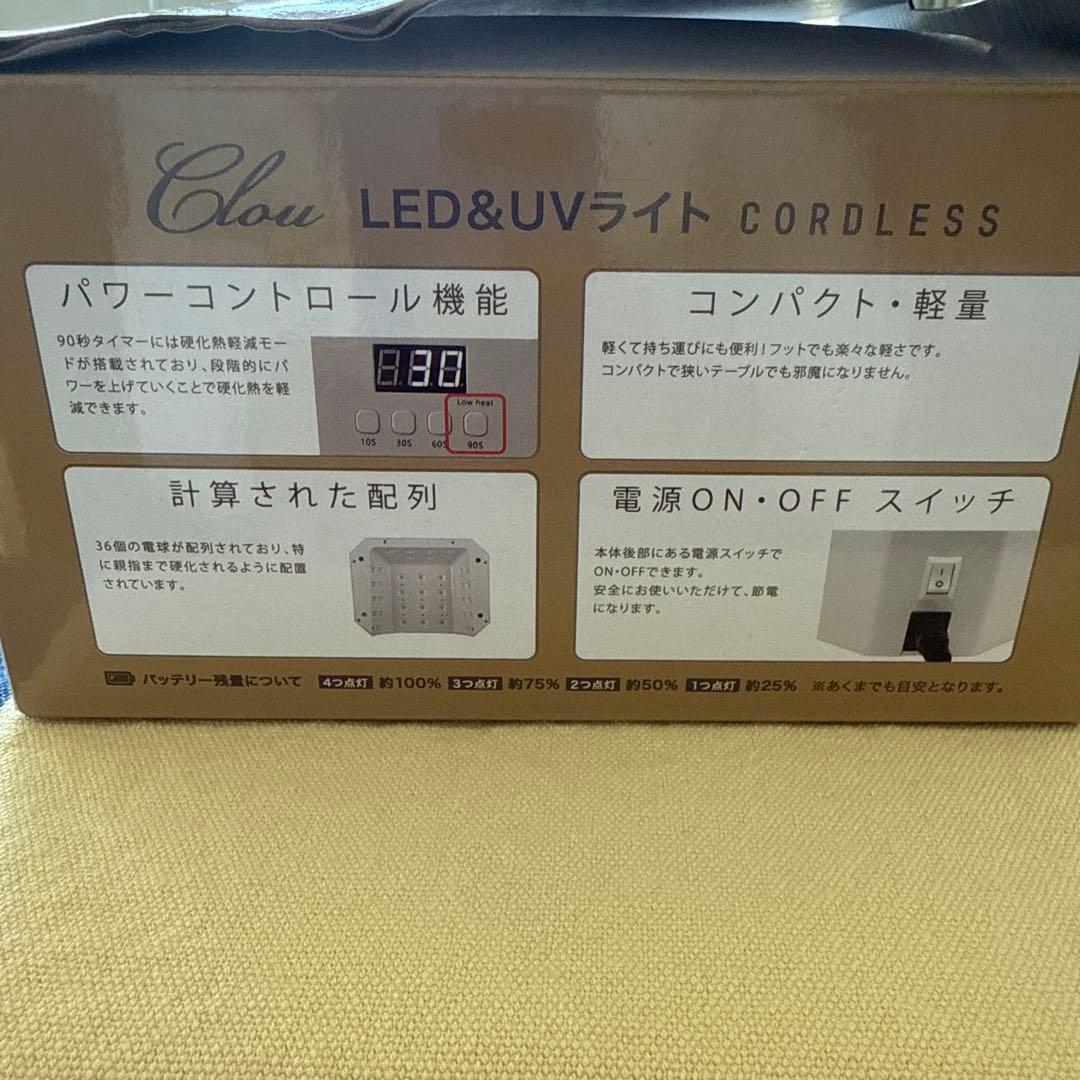 Clou LED&UVライト CORDLESS
パワーコントロール機能
90秒タイマーには硬化熱軽減モー
ドが搭載されており、段階的にパ
ワーを上げていくことで硬化熱を軽
減できます。
30
Low heat
10S 30S 60S 90S
コンパクト・軽量
軽くて持ち運びにも便利！フットでも楽々な軽さです。
コンパクトで狭いテーブルでも邪魔になりません。
計算された配列
36個の電球が配列されており、特
に親指まで硬化されるように配置
されています。
電源ON・OFF スイッチ
本体後部にある電源スイッチで
ON・OFFできます。
安全にお使いいただけて、節電
になります。
バッテリー残量について 4つ点灯 約100% 3つ点灯 約75% 2つ点灯 約50% 1つ点灯 約25% ※あくまでも目安となります。